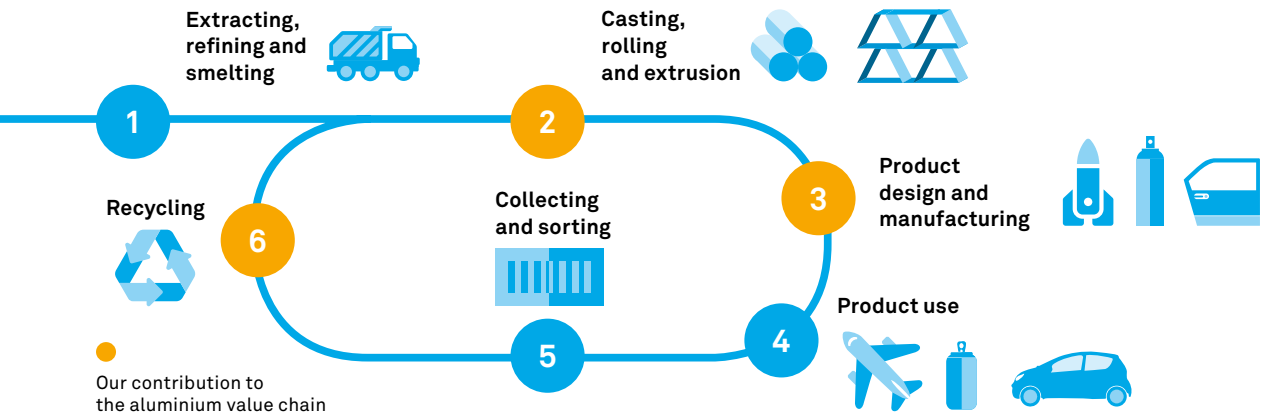 Extracting,
refining and
smelting
1
Casting,
rolling
and extrusion
2
Product
design and
manufacturing
3
Product use
4
Collecting
and sorting
5
Recycling
6
Our contribution to
the aluminium value chain